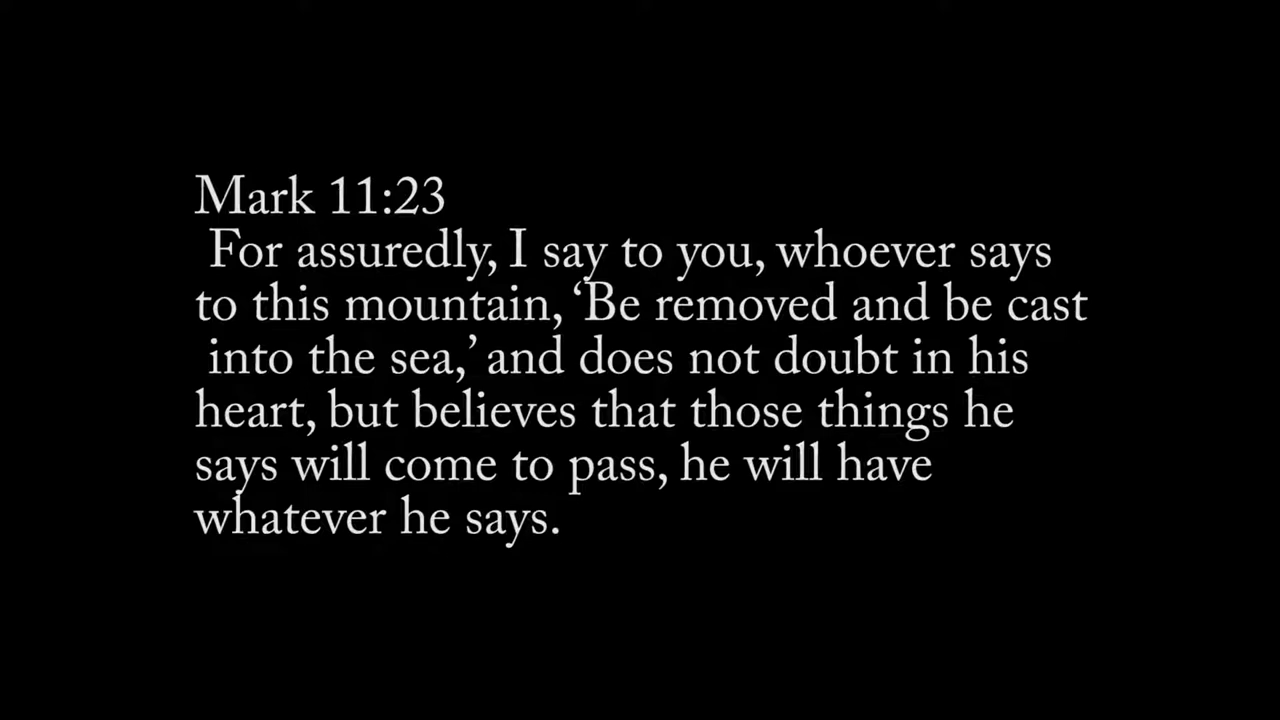 Mark 11:23
For assuredly, I say to you, whoever says
to this mountain, ‘Be removed and be cast
into the sea,’ and does not doubt in his
heart, but believes that those things he
says will come to pass, he will have
whatever he says.